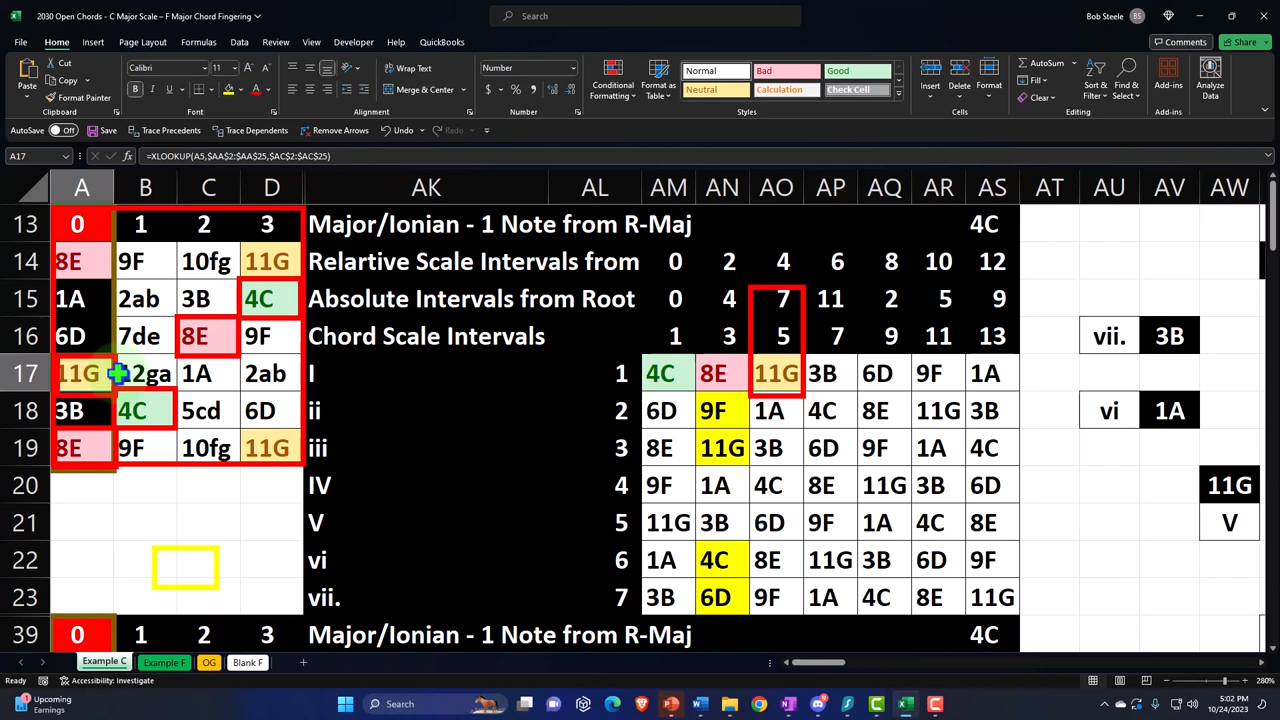 2030 Open Chords - C Major Scale – F Major Chord Fingering
Search
Bob Steele
BS
File Home Insert Page Layout Formulas Data Review View Developer Help QuickBooks
Comments Share
Paste
Cut
Copy
Format Painter
Clipboard
Calibri 11
B I U
Font
Wrap Text
Merge & Center
Alignment
Number
$ % 9
Number
Conditional Formatting
Format as Table
Normal Bad Good
Neutral Calculation Check Cell
Styles
Insert Delete Format
Cells
AutoSum
Fill
Clear
Sort & Filter
Find & Select
Editing
Add-ins
Add-ins
Analyze Data
AutoSave Off Save Trace Precedents Trace Dependents Remove Arrows Undo Redo
A17 fx =XLOOKUP(A5,$AA$2:$AA$25,$AC$2:$AC$25)
A B C D AK AL AM AN AO AP AQ AR AS AT AU AV AW
13 0 1 2 3 Major/Ionian - 1 Note from R-Maj 4C
14 8E 9F 10fg 11G Relartive Scale Intervals from 0 2 4 6 8 10 12
15 1A 2ab 3B 4C Absolute Intervals from Root 0 4 7 11 2 5 9
16 6D 7de 8E 9F Chord Scale Intervals 1 3 5 7 9 11 13 vii. 3B
17 11G 12ga 1A 2ab I 1 4C 8E 11G 3B 6D 9F 1A
18 3B 4C 5cd 6D ii 2 6D 9F 1A 4C 8E 11G 3B vi 1A
19 8E 9F 10fg 11G iii 3 8E 11G 3B 6D 9F 1A 4C
20 IV 4 9F 1A 4C 8E 11G 3B 6D 11G
21 V 5 11G 3B 6D 9F 1A 4C 8E V
22 vi 6 1A 4C 8E 11G 3B 6D 9F
23 vii. 7 3B 6D 9F 1A 4C 8E 11G
39 0 1 2 3 Major/Ionian - 1 Note from R-Maj 4C
Example C Example F OG Blank F
Ready Accessibility: Investigate 280%
1
Upcoming
Earnings
Search
5:02 PM
10/24/2023